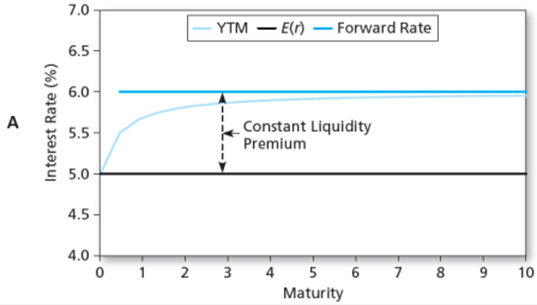 YTM E(r) Forward Rate
7.0
6.5
6.0
5.5
5.0
4.5
4.0
Interest Rate (%)
A
Constant Liquidity
Premium
0 1 2 3 4 5 6 7 8 9 10
Maturity